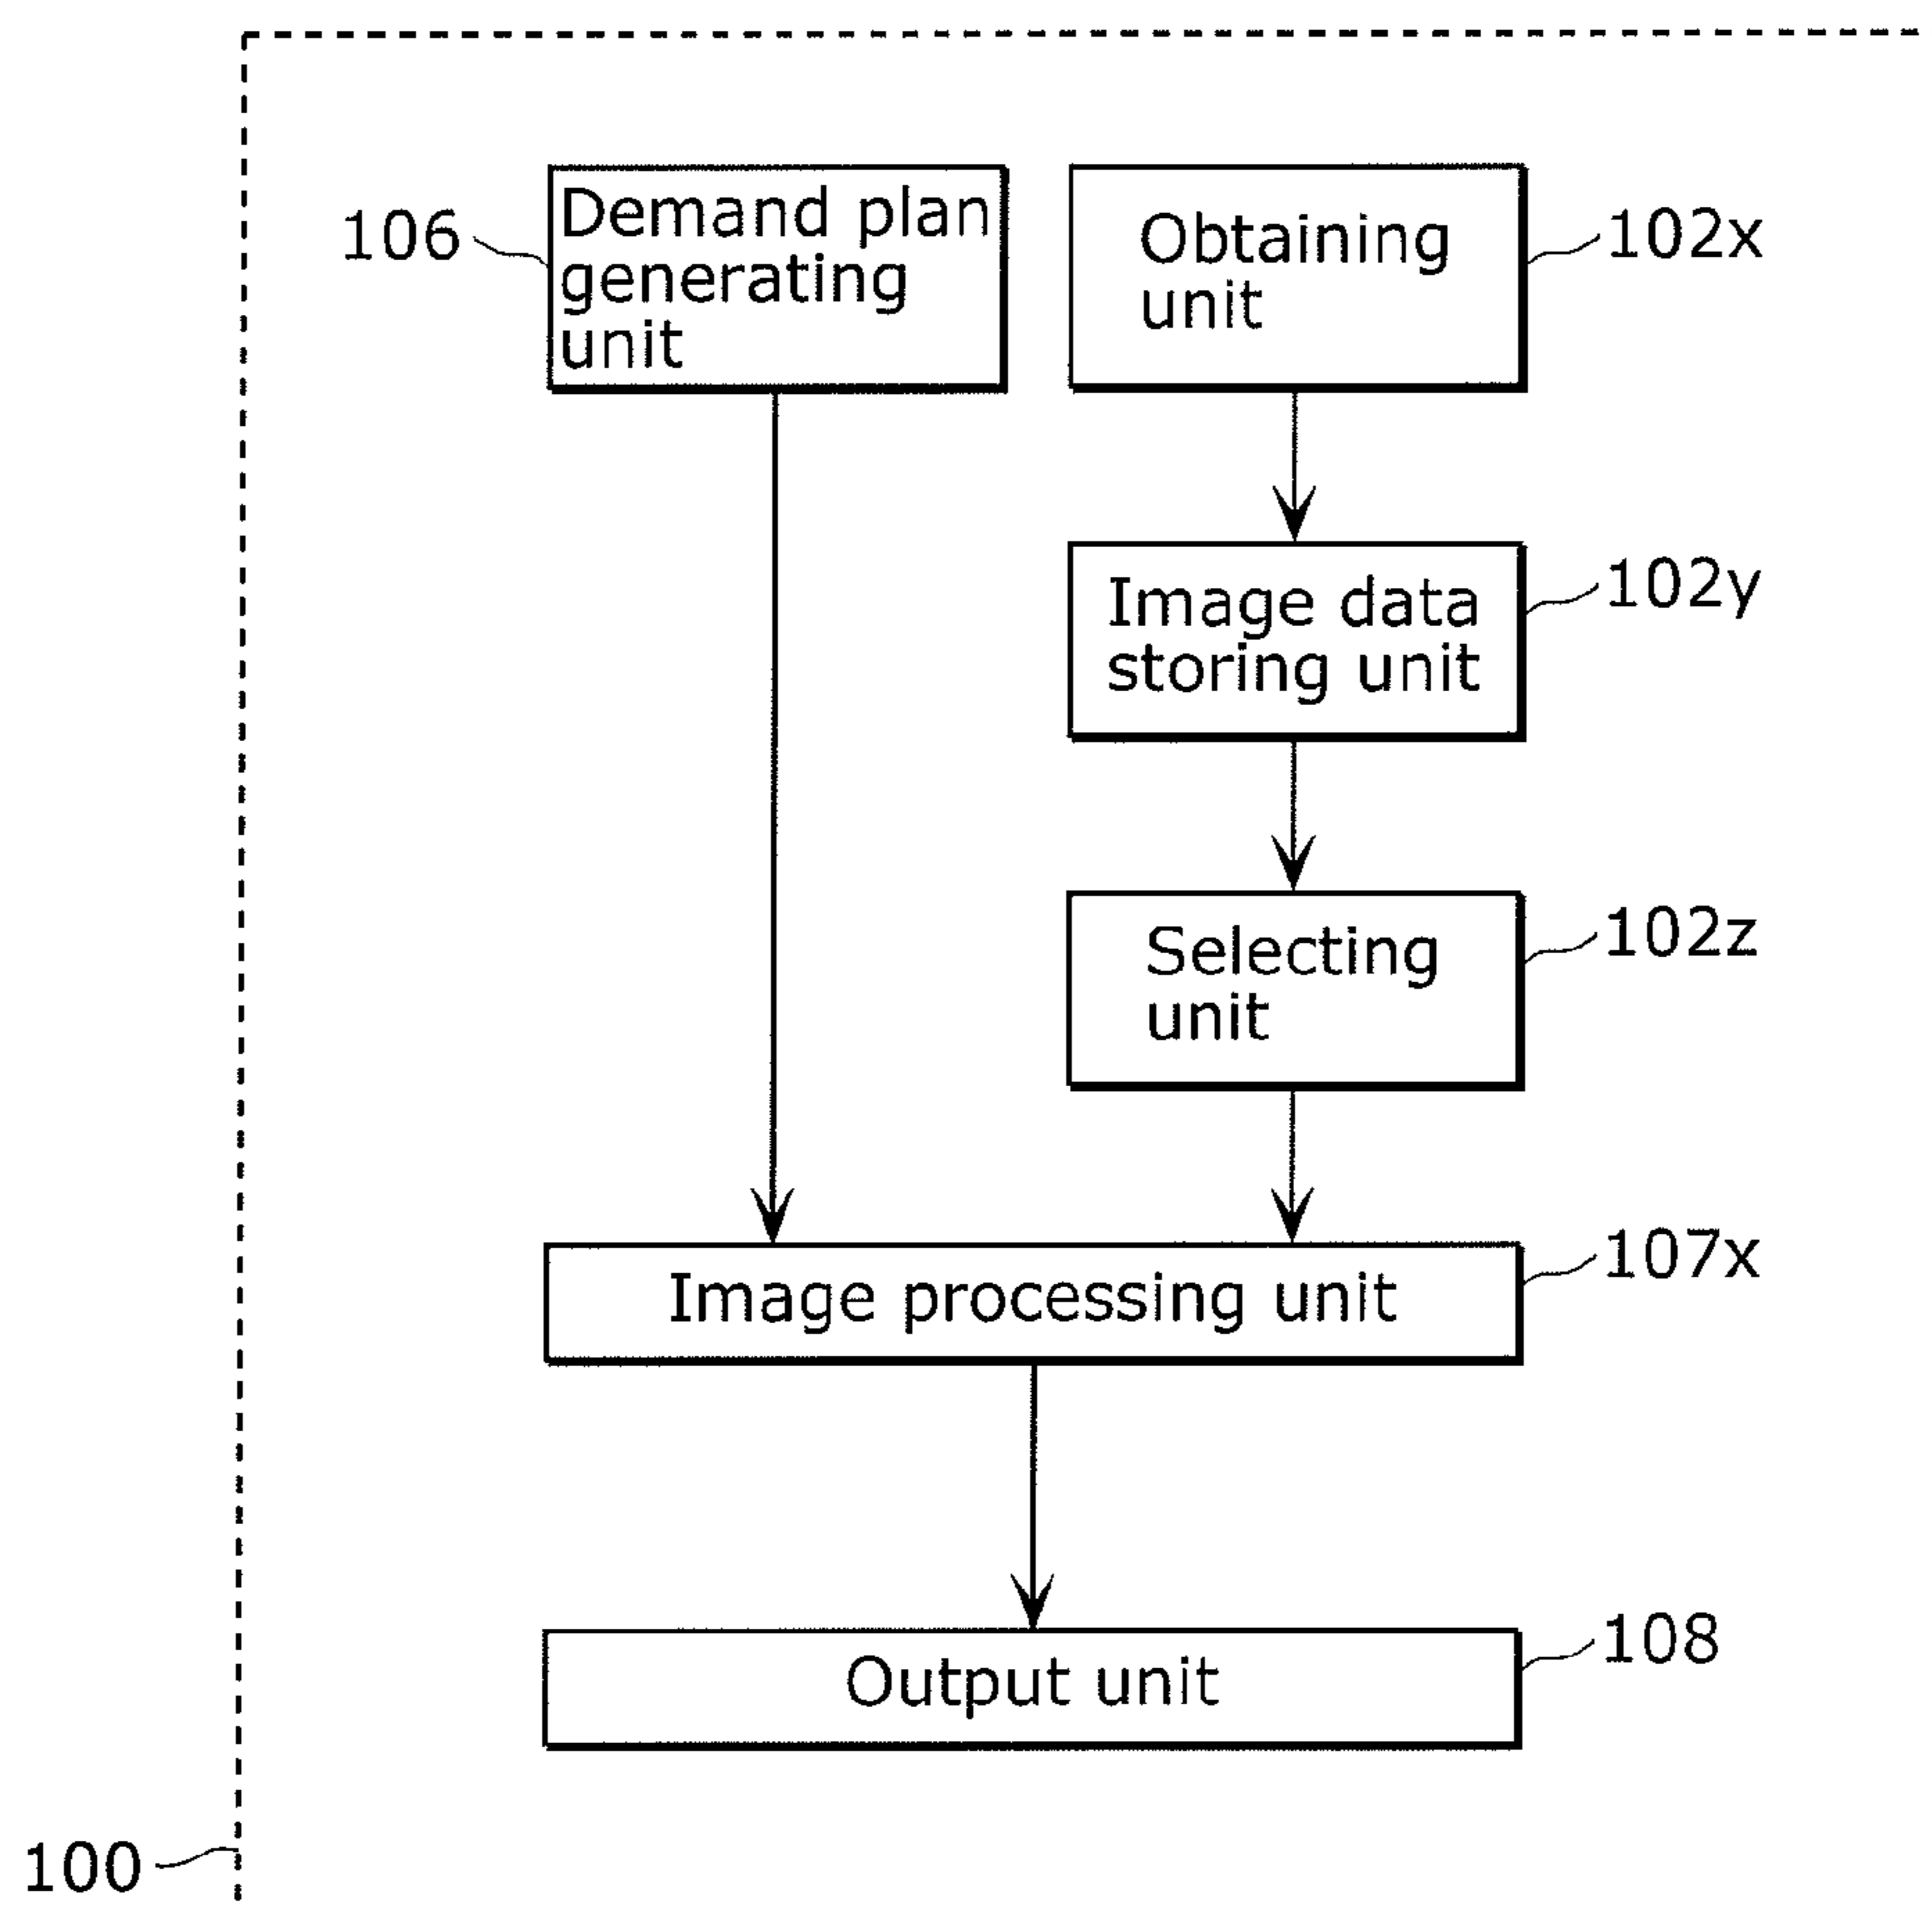 106
Demand plan
generating
unit
Obtaining
unit
102x
Image data
storing unit
102y
Selecting
unit
102z
Image processing unit
107x
Output unit
108
100